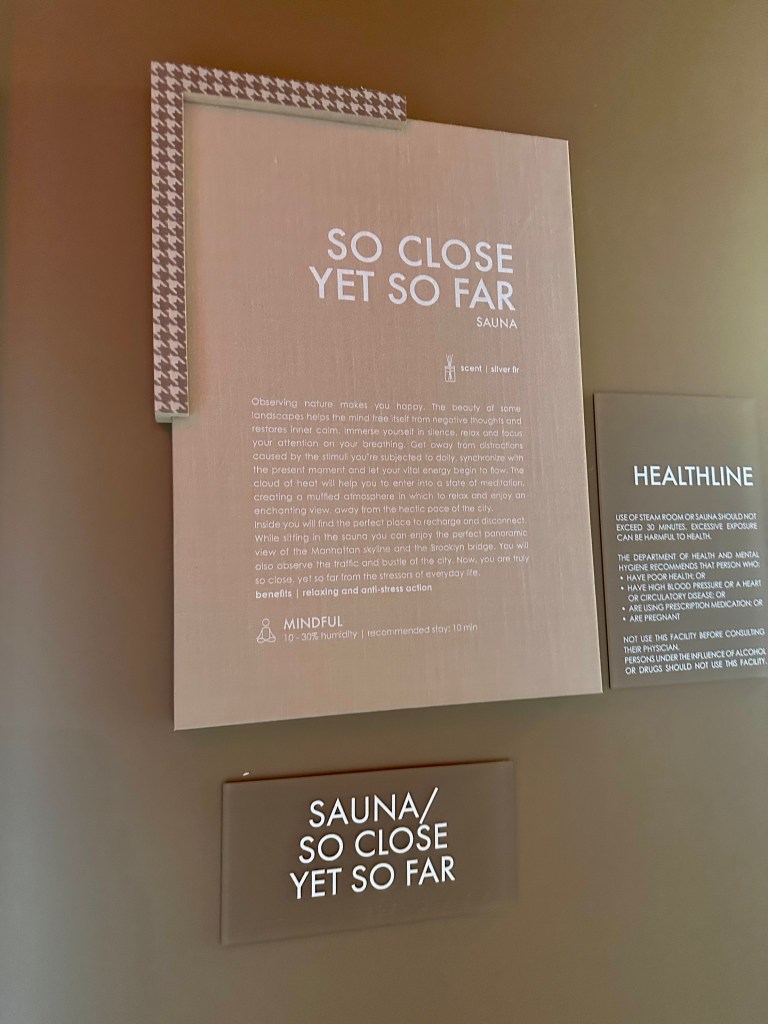 SO CLOSE
YET SO FAR
SAUNA
scent | silver fir
Observing nature makes you happy. The beauty of some
landscapes helps the mind free itself from negative thoughts and
restores inner calm. Immerse yourself in silence, relax and focus
your attention on your breathing. Get away from distractions
caused by the stimuli you're subjected to daily, synchronize with
the present moment and let your vital energy begin to flow. The
cloud of heat will help you to enter into a state of meditation,
creating a muffled atmosphere in which to relax and enjoy an
enchanting view, away from the hectic pace of the city.
Inside you will find the perfect place to recharge and disconnect.
While sitting in the sauna you can enjoy the perfect panoramic
view of the Manhattan skyline and the Brooklyn bridge. You will
also observe the traffic and bustle of the city. Now, you are truly
so close, yet so far from the stressors of everyday life.
benefits | relaxing and anti-stress action
MINDFUL
10 - 30% humidity | recommended stay: 10 min
HEALTHLINE
USE OF STEAM ROOM OR SAUNA SHOULD NOT
EXCEED 30 MINUTES. EXCESSIVE EXPOSURE
CAN BE HARMFUL TO HEALTH.
THE DEPARTMENT OF HEALTH AND MENTAL
HYGIENE RECOMMENDS THAT PERSON WHO:
• HAVE POOR HEALTH; OR
• HAVE HIGH BLOOD PRESSURE OR A HEART
OR CIRCULATORY DISEASE; OR
• ARE USING PRESCRIPTION MEDICATION; OR
• ARE PREGNANT
NOT USE THIS FACILITY BEFORE CONSULTING
THEIR PHYSICIAN.
PERSONS UNDER THE INFLUENCE OF ALCOHOL
OR DRUGS SHOULD NOT USE THIS FACILITY.
SAUNA/
SO CLOSE
YET SO FAR